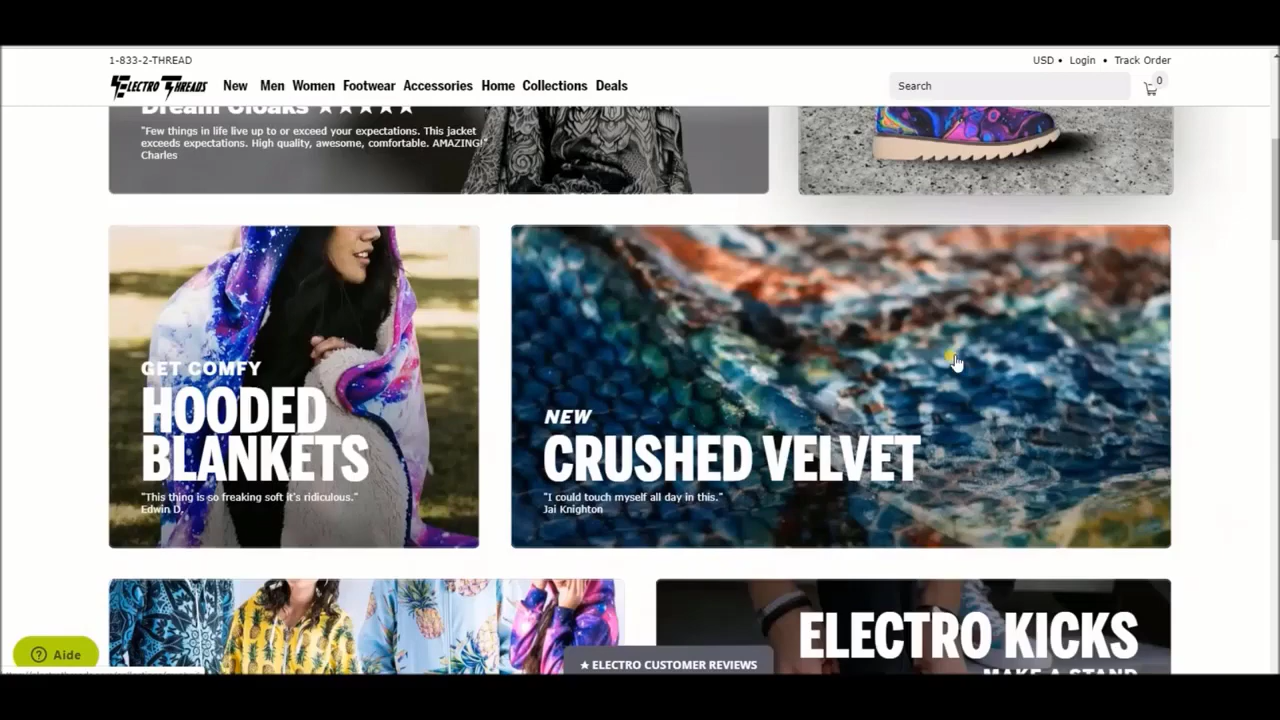 1-833-2-THREAD
USD • Login • Track Order
ELECTRO THREADS New Men Women Footwear Accessories Home Collections Deals
Search
0
Dream Cloaks ★★★★★
"Few things in life live up to or exceed your expectations. This jacket
exceeds expectations. High quality, awesome, comfortable. AMAZING!"
Charles
GET COMFY
HOODED
BLANKETS
"This thing is so freaking soft it's ridiculous."
Edwin D.
NEW
CRUSHED VELVET
"I could touch myself all day in this."
Jai Knighton
ELECTRO KICKS
MAKE A STAND
Aide
★ ELECTRO CUSTOMER REVIEWS